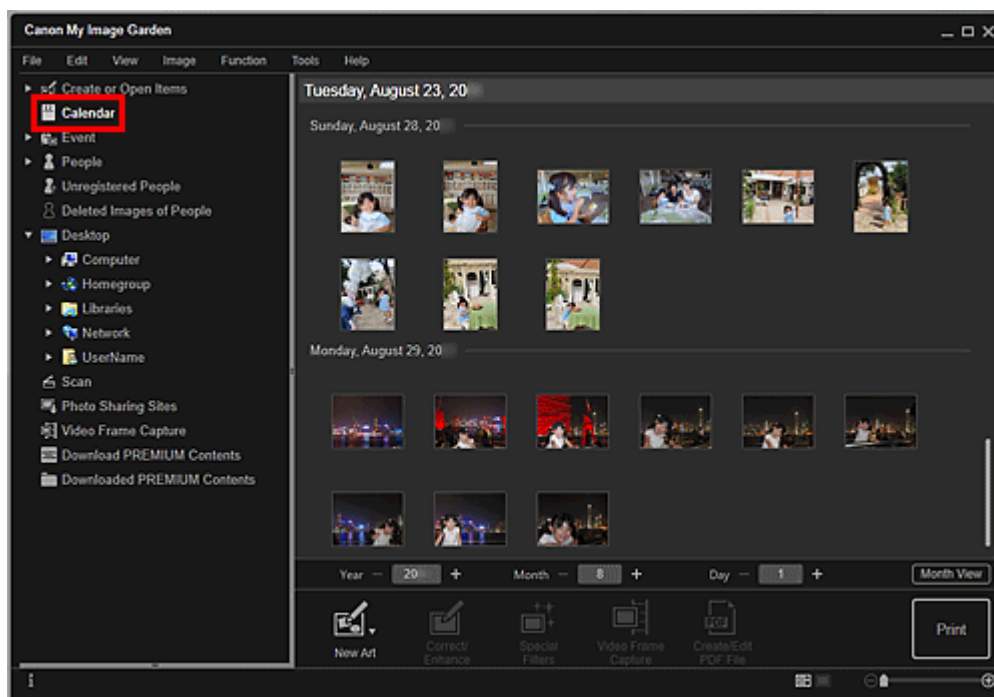 Canon My Image Garden
File Edit View Image Function Tools Help
Create or Open Items
Calendar
Event
People
Unregistered People
Deleted Images of People
Desktop
Computer
Homegroup
Libraries
Network
UserName
Scan
Photo Sharing Sites
Video Frame Capture
Download PREMIUM Contents
Downloaded PREMIUM Contents
Tuesday, August 23, 20
Sunday, August 28, 20
Monday, August 29, 20
Year − 20 + Month − 8 + Day − 1 + Month View
New Art
Correct/
Enhance
Special
Filters
Video Frame
Capture
PDF
Create/Edit
PDF File
Print